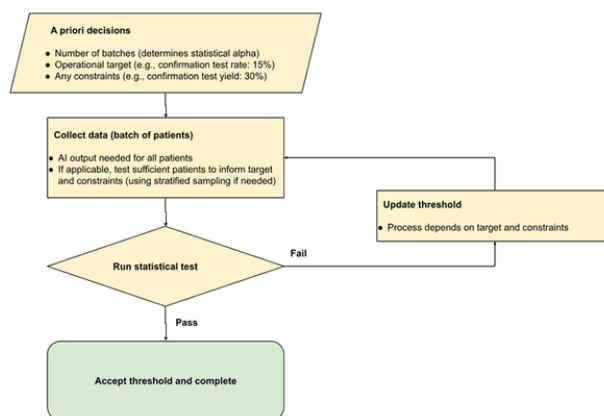 A priori decisions
● Number of batches (determines statistical alpha)
● Operational target (e.g., confirmation test rate: 15%)
● Any constraints (e.g., confirmation test yield: 30%)
Collect data (batch of patients)
● AI output needed for all patients
● If applicable, test sufficient patients to inform target
and constraints (using stratified sampling if needed)
Update threshold
● Process depends on target and constraints
Run statistical test
Fail
Pass
Accept threshold and complete